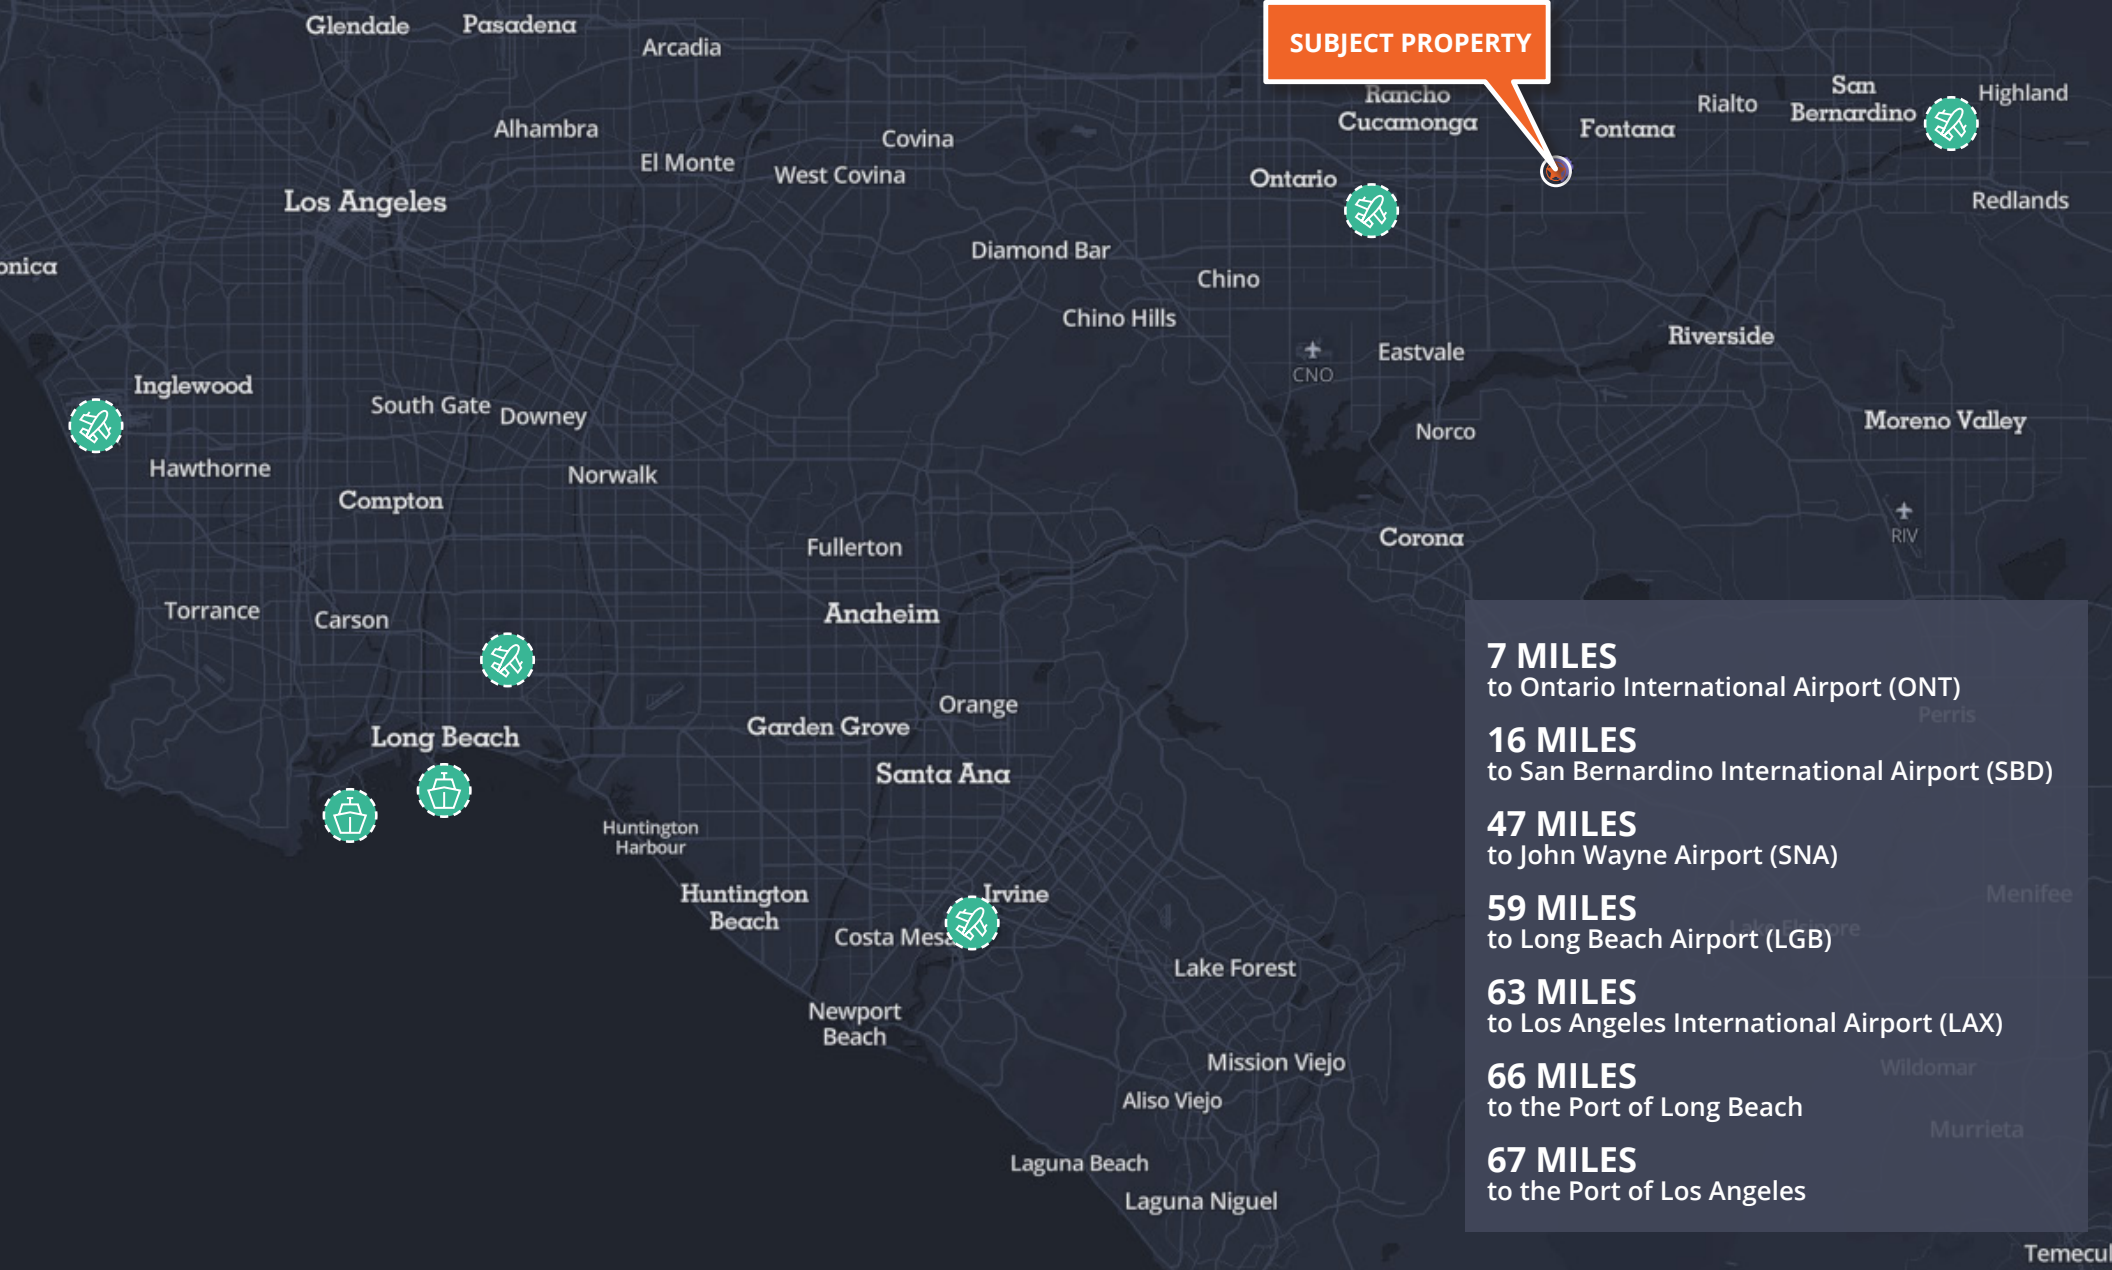 Glendale
Pasadena
Arcadia
SUBJECT PROPERTY
Rancho
Cucamonga
San
Bernardino
Highland
Rialto
Fontana
Alhambra
Covina
El Monte
West Covina
Ontario
Los Angeles
Redlands
onica
Diamond Bar
Chino
Chino Hills
Riverside
Eastvale
CNO
Inglewood
South Gate
Downey
Moreno Valley
Norco
Hawthorne
Norwalk
Compton
Corona
RIV
Fullerton
Torrance
Carson
Anaheim
Orange
Garden Grove
Long Beach
Santa Ana
Huntington
Harbour
Huntington
Beach
Irvine
Costa Mesa
Lake Forest
Newport
Beach
Mission Viejo
Aliso Viejo
Laguna Beach
Laguna Niguel
7 MILES
to Ontario International Airport (ONT)
Perris
16 MILES
to San Bernardino International Airport (SBD)
47 MILES
to John Wayne Airport (SNA)
Menifee
59 MILES
Lake Elsinore
to Long Beach Airport (LGB)
63 MILES
to Los Angeles International Airport (LAX)
Wildomar
66 MILES
to the Port of Long Beach
Murrieta
67 MILES
to the Port of Los Angeles
Temecul